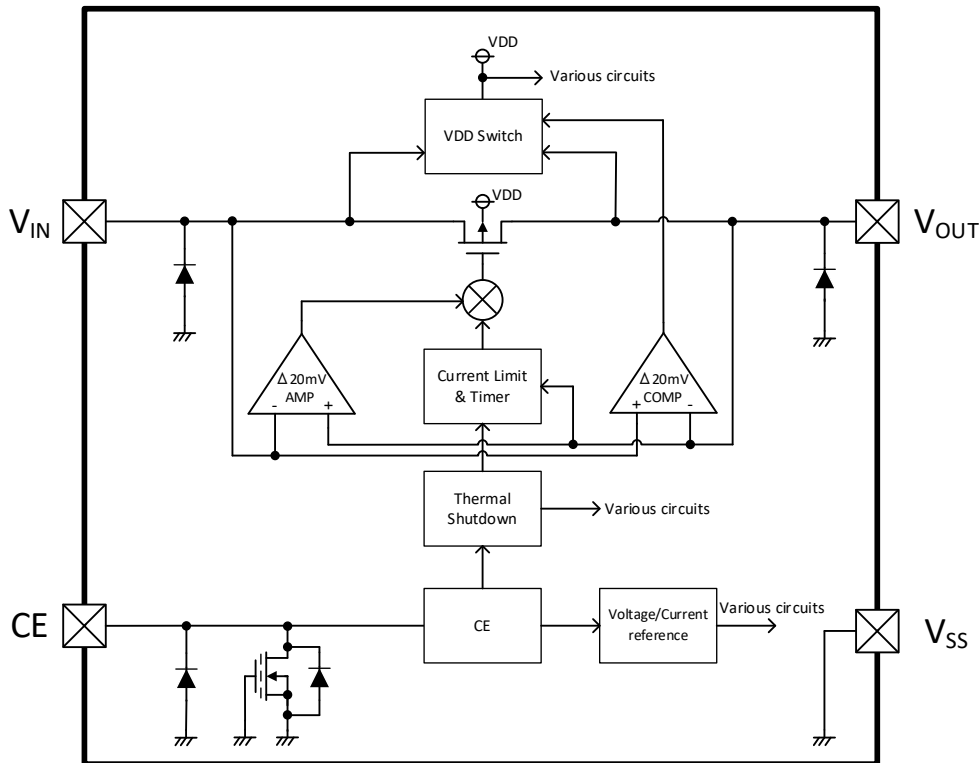 VDD
Various circuits
VDD Switch
VDD
VIN
VOUT
Δ 20mV
AMP
- +
Current Limit
& Timer
Δ 20mV
COMP
+ -
Thermal
Shutdown
Various circuits
CE
CE
Voltage/Current
reference
Various circuits
VSS